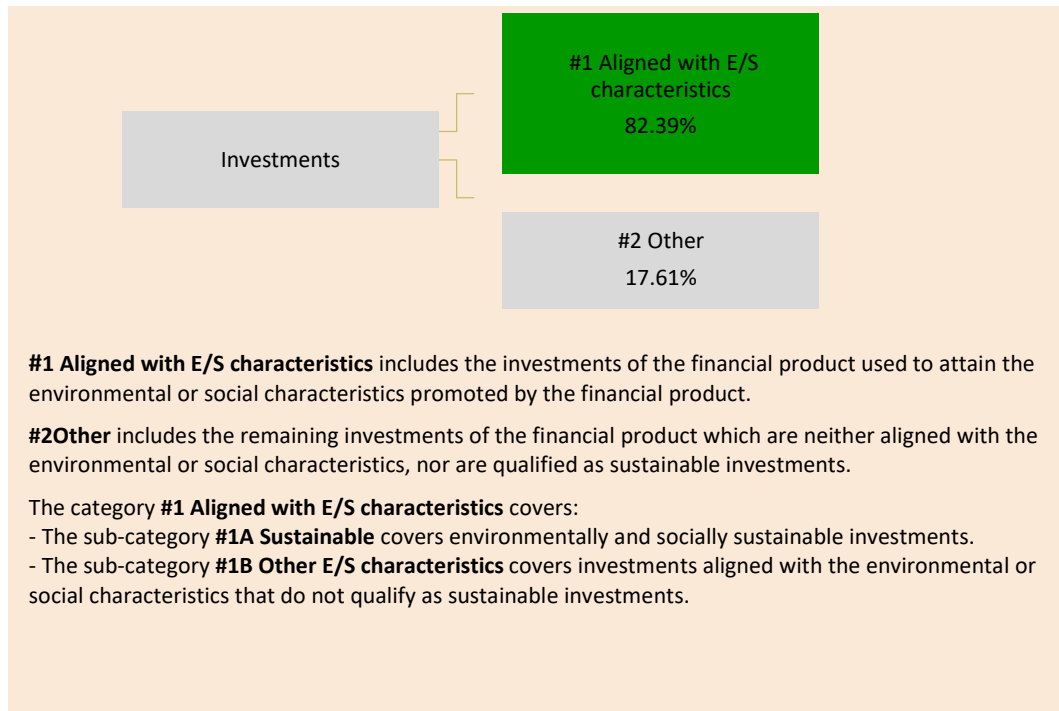 #1 Aligned with E/S
characteristics
82.39%
Investments
#2 Other
17.61%
#1 Aligned with E/S characteristics includes the investments of the financial product used to attain the
environmental or social characteristics promoted by the financial product.
#2Other includes the remaining investments of the financial product which are neither aligned with the
environmental or social characteristics, nor are qualified as sustainable investments.
The category #1 Aligned with E/S characteristics covers:
- The sub-category #1A Sustainable covers environmentally and socially sustainable investments.
- The sub-category #1B Other E/S characteristics covers investments aligned with the environmental or
social characteristics that do not qualify as sustainable investments.